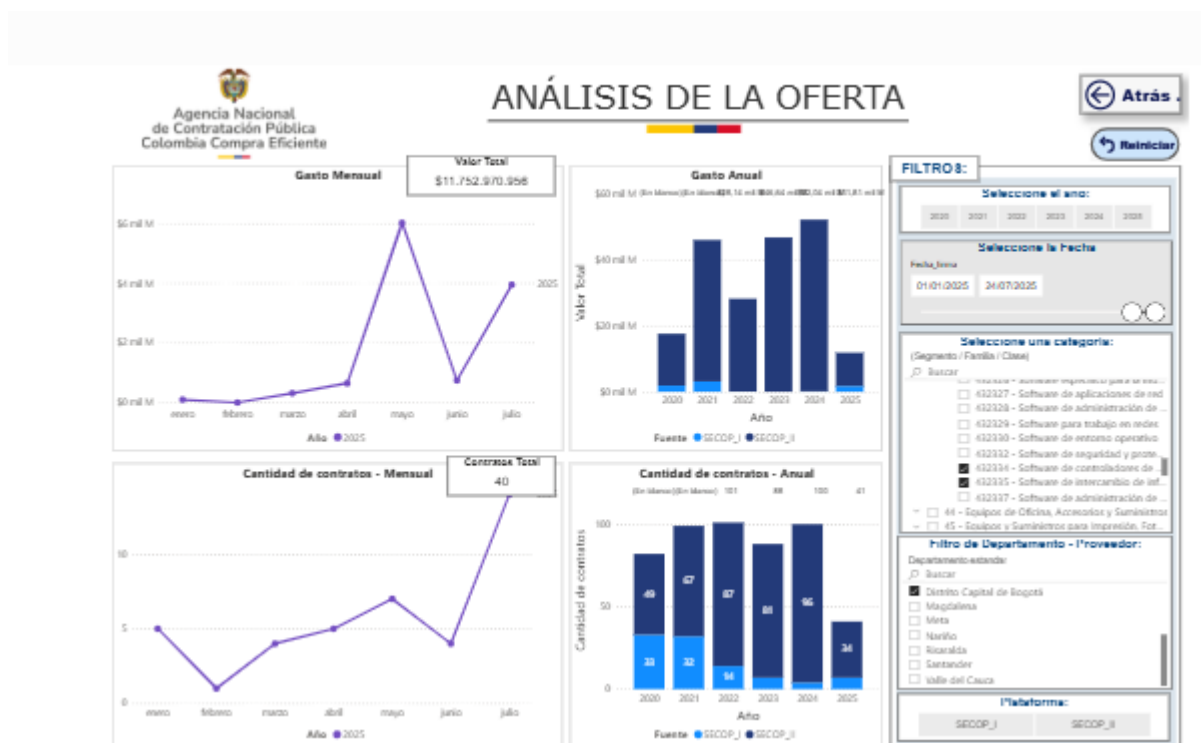 Agencia Nacional
de Contratación Pública
Colombia Compra Eficiente
ANÁLISIS DE LA OFERTA
Atrás .
Reiniciar
Gasto Mensual
Valor Total
$11.752.970.956
$6 mil M
$4 mil M
$2 mil M
$0 mil M
enero febrero marzo abril mayo junio julio
2025
Año 2025
Gasto Anual
$60 mil M
$40 mil M
$20 mil M
$0 mil M
Valor Total
2020 2021 2022 2023 2024 2025
Año
Fuente SECOP_I SECOP_II
Cantidad de contratos - Mensual
Contratos Total
40
10
5
0
enero febrero marzo abril mayo junio julio
Año 2025
Cantidad de contratos - Anual
(En blanco) (En blanco) 101 88 100 41
100
50
0
Cantidad de contratos
49 67 87 81 96 34
33 32 14
2020 2021 2022 2023 2024 2025
Año
Fuente SECOP_I SECOP_II
FILTROS:
Seleccione el ano:
2020 2021 2022 2023 2024 2025
Seleccione la Fecha
Fecha_firma
01/01/2025 24/07/2025
Seleccione una categoria:
(Segmento / Familia / Clase)
Buscar
432327 - Software de aplicaciones de red
432328 - Software de administración de ...
432329 - Software para trabajo en redes
432330 - Software de entorno operativo
432332 - Software de seguridad y prote...
432334 - Software de controladores de ...
432335 - Software de intercambio de inf...
432337 - Software de administración de ...
44 - Equipos de Oficina, Accesorios y Suministros
45 - Equipos y Suministros para Impresión, Fot...
Filtro de Departamento - Proveedor:
Departamento estandar
Buscar
Distrito Capital de Bogotá
Magdalena
Meta
Nariño
Risaralda
Santander
Valle del Cauca
Plataforma:
SECOP_I SECOP_II